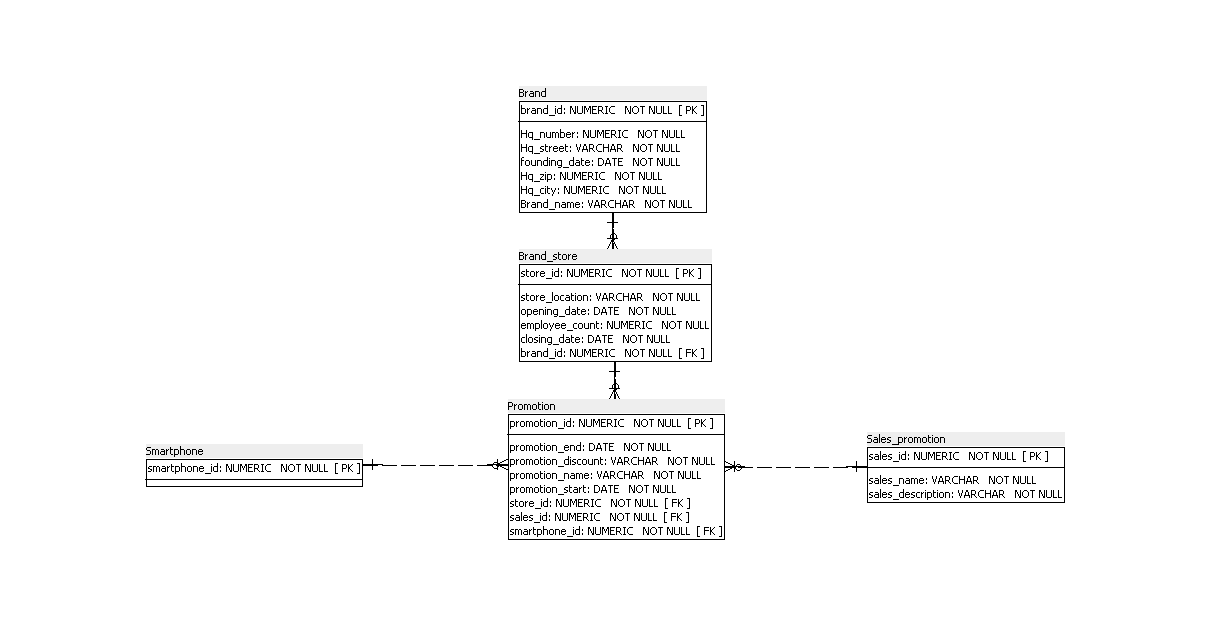 Brand
brand_id: NUMERIC NOT NULL [ PK ]
Hq_number: NUMERIC NOT NULL
Hq_street: VARCHAR NOT NULL
founding_date: DATE NOT NULL
Hq_zip: NUMERIC NOT NULL
Hq_city: NUMERIC NOT NULL
Brand_name: VARCHAR NOT NULL
Brand_store
store_id: NUMERIC NOT NULL [ PK ]
store_location: VARCHAR NOT NULL
opening_date: DATE NOT NULL
employee_count: NUMERIC NOT NULL
closing_date: DATE NOT NULL
brand_id: NUMERIC NOT NULL [ FK ]
Promotion
promotion_id: NUMERIC NOT NULL [ PK ]
promotion_end: DATE NOT NULL
promotion_discount: VARCHAR NOT NULL
promotion_name: VARCHAR NOT NULL
promotion_start: DATE NOT NULL
store_id: NUMERIC NOT NULL [ FK ]
sales_id: NUMERIC NOT NULL [ FK ]
smartphone_id: NUMERIC NOT NULL [ FK ]
Smartphone
smartphone_id: NUMERIC NOT NULL [ PK ]
Sales_promotion
sales_id: NUMERIC NOT NULL [ PK ]
sales_name: VARCHAR NOT NULL
sales_description: VARCHAR NOT NULL